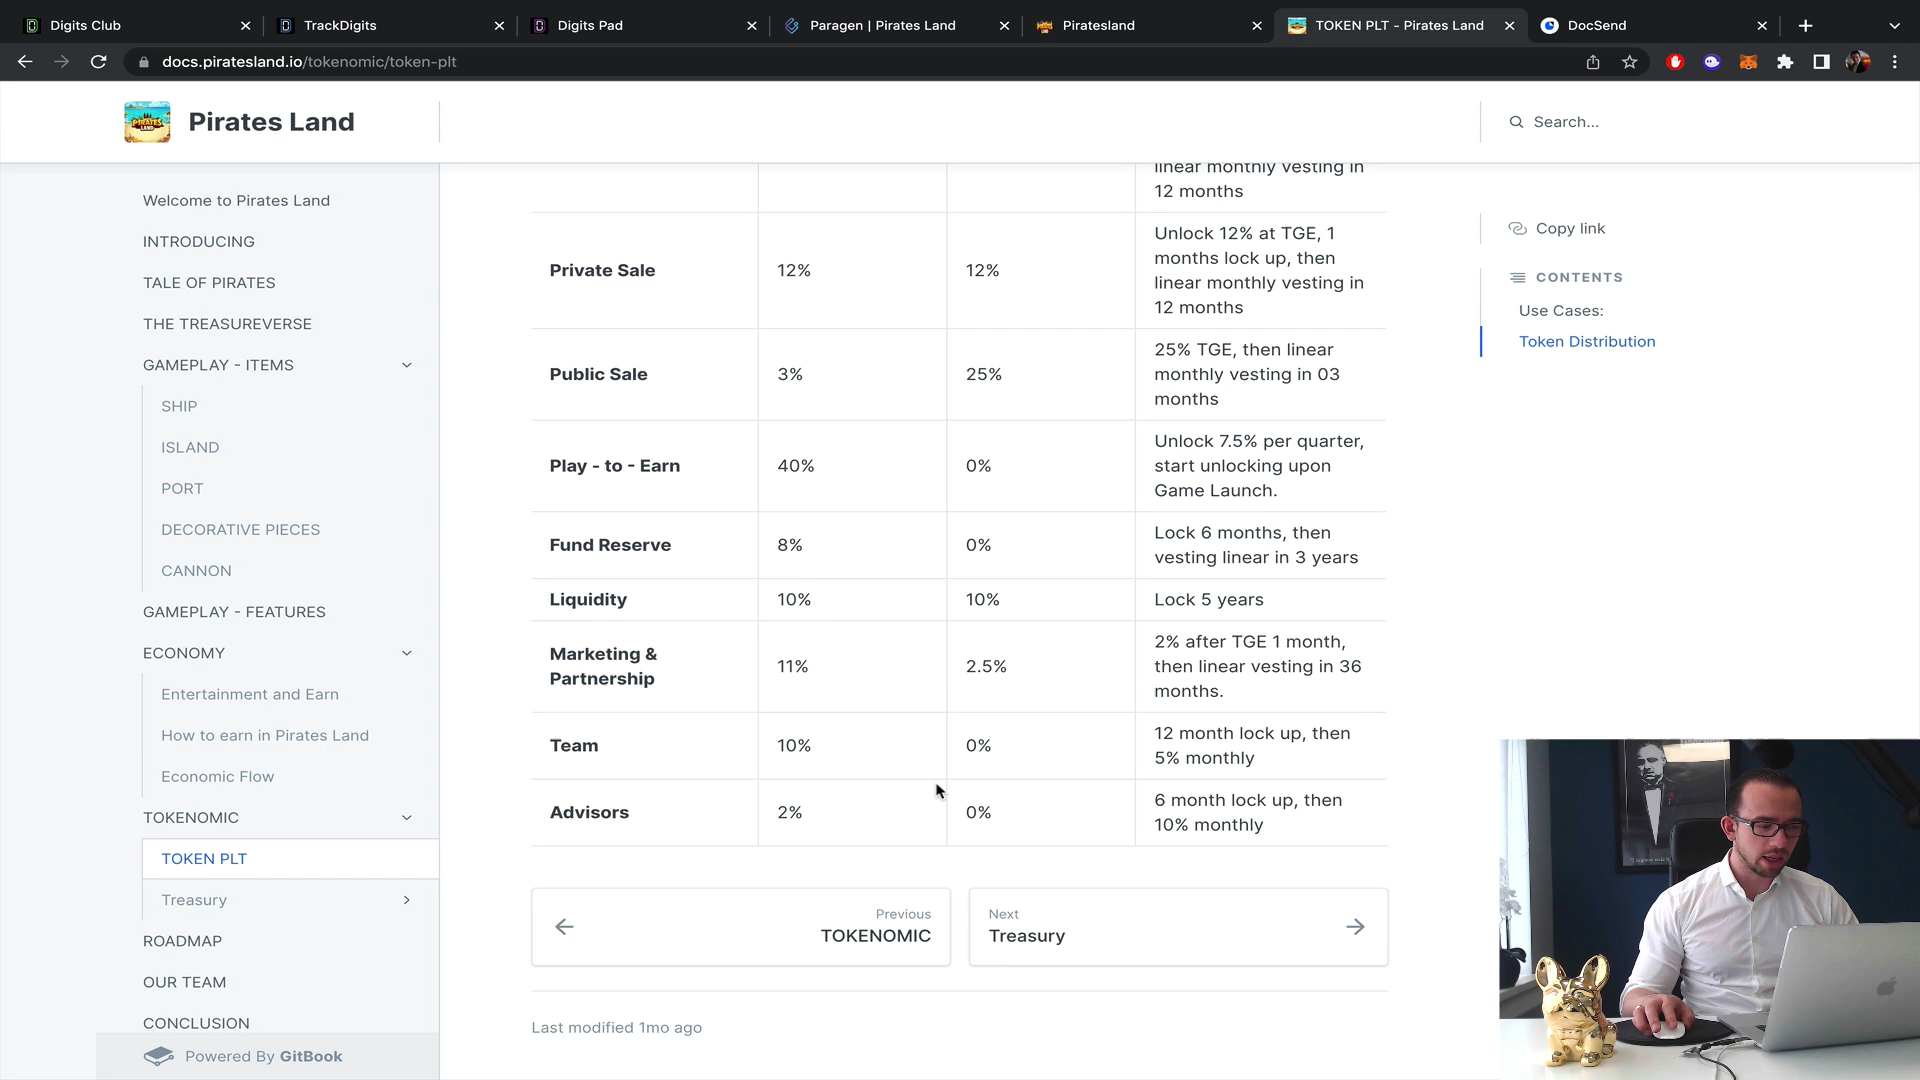 Digits Club
TrackDigits
Digits Pad
Paragen | Pirates Land
Piratesland
TOKEN PLT - Pirates Land
DocSend
docs.piratesland.io/tokenomic/token-plt
PIRATES LAND
Pirates Land
Search...
Welcome to Pirates Land
INTRODUCING
TALE OF PIRATES
THE TREASUREVERSE
GAMEPLAY - ITEMS
SHIP
ISLAND
PORT
DECORATIVE PIECES
CANNON
GAMEPLAY - FEATURES
ECONOMY
Entertainment and Earn
How to earn in Pirates Land
Economic Flow
TOKENOMIC
TOKEN PLT
Treasury
ROADMAP
OUR TEAM
CONCLUSION
Powered By GitBook
linear monthly vesting in
12 months
Private Sale
12%
12%
Unlock 12% at TGE, 1
months lock up, then
linear monthly vesting in
12 months
Public Sale
3%
25%
25% TGE, then linear
monthly vesting in 03
months
Play - to - Earn
40%
0%
Unlock 7.5% per quarter,
start unlocking upon
Game Launch.
Fund Reserve
8%
0%
Lock 6 months, then
vesting linear in 3 years
Liquidity
10%
10%
Lock 5 years
Marketing &
Partnership
11%
2.5%
2% after TGE 1 month,
then linear vesting in 36
months.
Team
10%
0%
12 month lock up, then
5% monthly
Advisors
2%
0%
6 month lock up, then
10% monthly
Previous
TOKENOMIC
Next
Treasury
Last modified 1mo ago
Copy link
CONTENTS
Use Cases:
Token Distribution